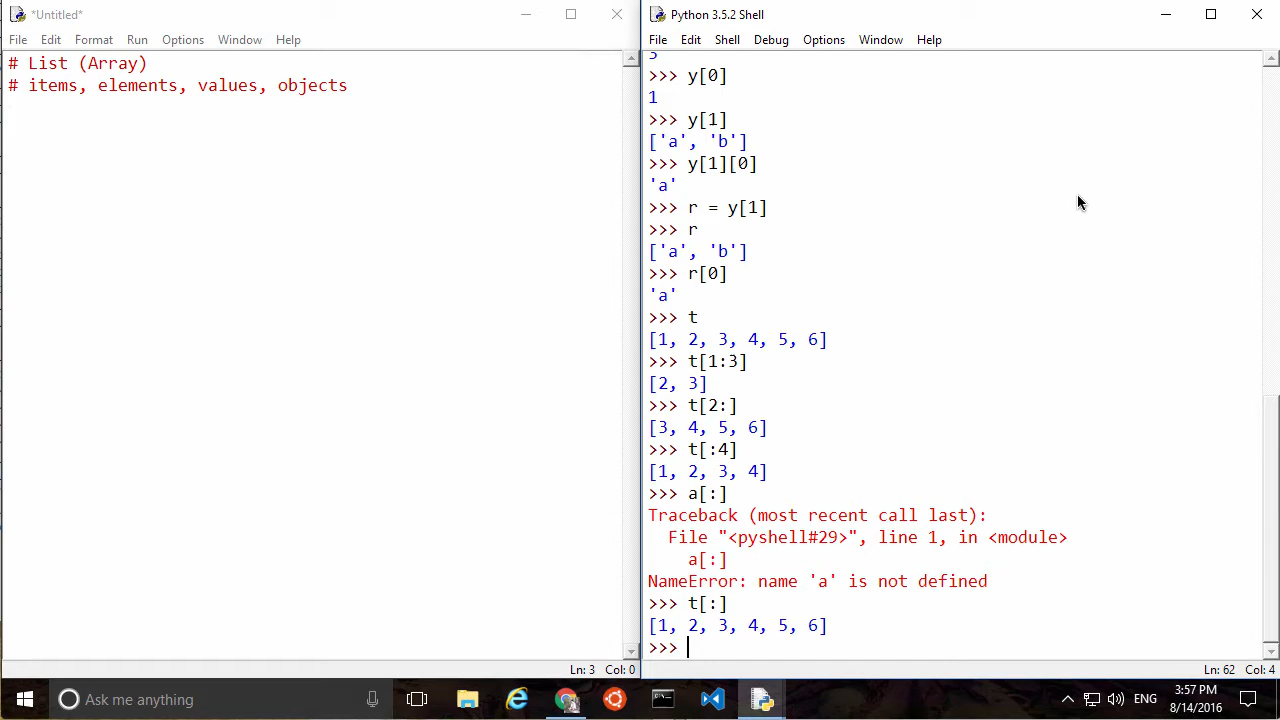 *Untitled*
File Edit Format Run Options Window Help
# List (Array)
# items, elements, values, objects
Ln: 3 Col: 0
Python 3.5.2 Shell
File Edit Shell Debug Options Window Help
3
>>> y[0]
1
>>> y[1]
['a', 'b']
>>> y[1][0]
'a'
>>> r = y[1]
>>> r
['a', 'b']
>>> r[0]
'a'
>>> t
[1, 2, 3, 4, 5, 6]
>>> t[1:3]
[2, 3]
>>> t[2:]
[3, 4, 5, 6]
>>> t[:4]
[1, 2, 3, 4]
>>> a[:]
Traceback (most recent call last):
  File "<pyshell#29>", line 1, in <module>
    a[:]
NameError: name 'a' is not defined
>>> t[:]
[1, 2, 3, 4, 5, 6]
>>>
Ln: 62 Col: 4
Ask me anything
ENG
3:57 PM
8/14/2016